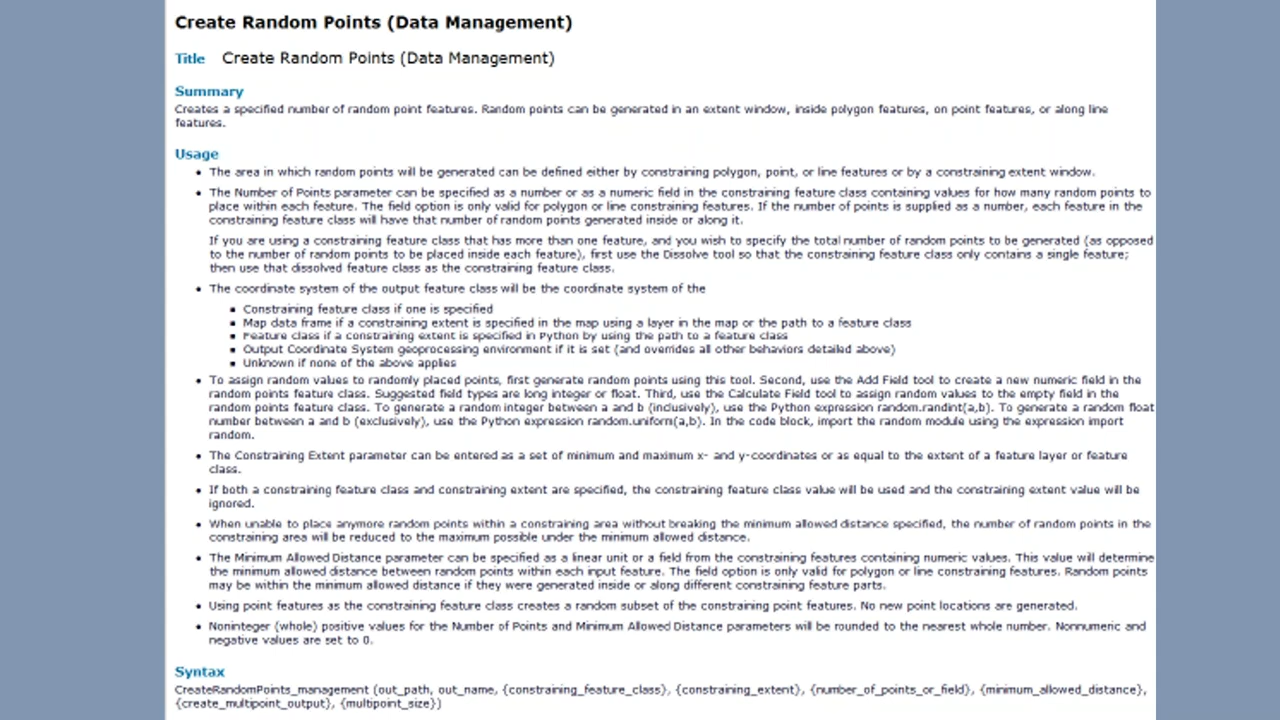 Create Random Points (Data Management)
Title Create Random Points (Data Management)
Summary
Creates a specified number of random point features. Random points can be generated in an extent window, inside polygon features, on point features, or along line
features.
Usage
• The area in which random points will be generated can be defined either by constraining polygon, point, or line features or by a constraining extent window.
• The Number of Points parameter can be specified as a number or as a numeric field in the constraining feature class containing values for how many random points to
place within each feature. The field option is only valid for polygon or line constraining features. If the number of points is supplied as a number, each feature in the
constraining feature class will have that number of random points generated inside or along it.
If you are using a constraining feature class that has more than one feature, and you wish to specify the total number of random points to be generated (as opposed
to the number of random points to be placed inside each feature), first use the Dissolve tool so that the constraining feature class only contains a single feature;
then use that dissolved feature class as the constraining feature class.
• The coordinate system of the output feature class will be the coordinate system of the
▪ Constraining feature class if one is specified
▪ Map data frame if a constraining extent is specified in the map using a layer in the map or the path to a feature class
▪ Feature class if a constraining extent is specified in Python by using the path to a feature class
▪ Output Coordinate System geoprocessing environment if it is set (and overrides all other behaviors detailed above)
▪ Unknown if none of the above applies
• To assign random values to randomly placed points, first generate random points using this tool. Second, use the Add Field tool to create a new numeric field in the
random points feature class. Suggested field types are long integer or float. Third, use the Calculate Field tool to assign random values to the empty field in the
random points feature class. To generate a random integer between a and b (inclusively), use the Python expression random.randint(a,b). To generate a random float
number between a and b (exclusively), use the Python expression random.uniform(a,b). In the code block, import the random module using the expression import
random.
• The Constraining Extent parameter can be entered as a set of minimum and maximum x- and y-coordinates or as equal to the extent of a feature layer or feature
class.
• If both a constraining feature class and constraining extent are specified, the constraining feature class value will be used and the constraining extent value will be
ignored.
• When unable to place anymore random points within a constraining area without breaking the minimum allowed distance specified, the number of random points in the
constraining area will be reduced to the maximum possible under the minimum allowed distance.
• The Minimum Allowed Distance parameter can be specified as a linear unit or a field from the constraining features containing numeric values. This value will determine
the minimum allowed distance between random points within each input feature. The field option is only valid for polygon or line constraining features. Random points
may be within the minimum allowed distance if they were generated inside or along different constraining feature parts.
• Using point features as the constraining feature class creates a random subset of the constraining point features. No new point locations are generated.
• Noninteger (whole) positive values for the Number of Points and Minimum Allowed Distance parameters will be rounded to the nearest whole number. Nonnumeric and
negative values are set to 0.
Syntax
CreateRandomPoints_management (out_path, out_name, {constraining_feature_class}, {constraining_extent}, {number_of_points_or_field}, {minimum_allowed_distance},
{create_multipoint_output}, {multipoint_size})